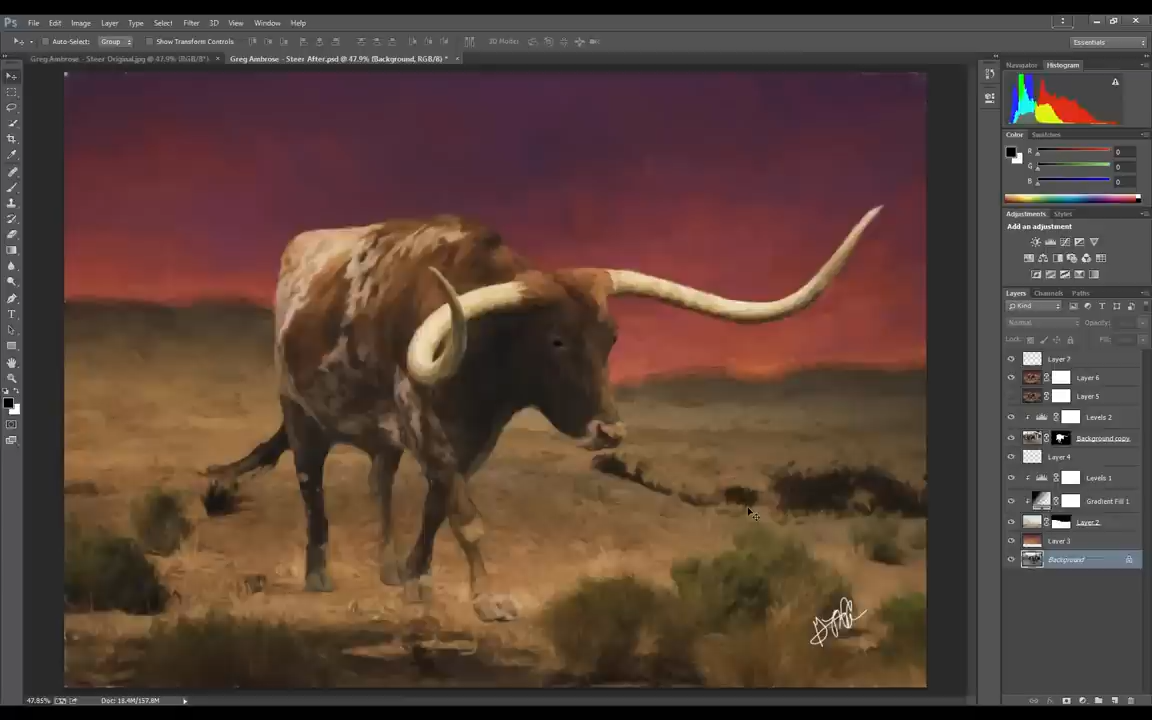 Ps File Edit Image Layer Type Select Filter 3D View Window Help
Auto-Select: Group Show Transform Controls 3D Mode: Essentials
Greg Ambrose - Steer Original.jpg @ 47.9% (RGB/8*) × Greg Ambrose - Steer After.psd @ 47.9% (Background, RGB/8) * ×
Navigator Histogram
Color Swatches
R 0
G 0
B 0
Adjustments Styles
Add an adjustment
Layers Channels Paths
Kind
Normal Opacity:
Lock: Fill:
Layer 7
Layer 6
Layer 5
Levels 2
Background copy
Layer 4
Levels 1
Gradient Fill 1
Layer 2
Layer 3
Background
47.85% Doc: 18.4M/157.8M